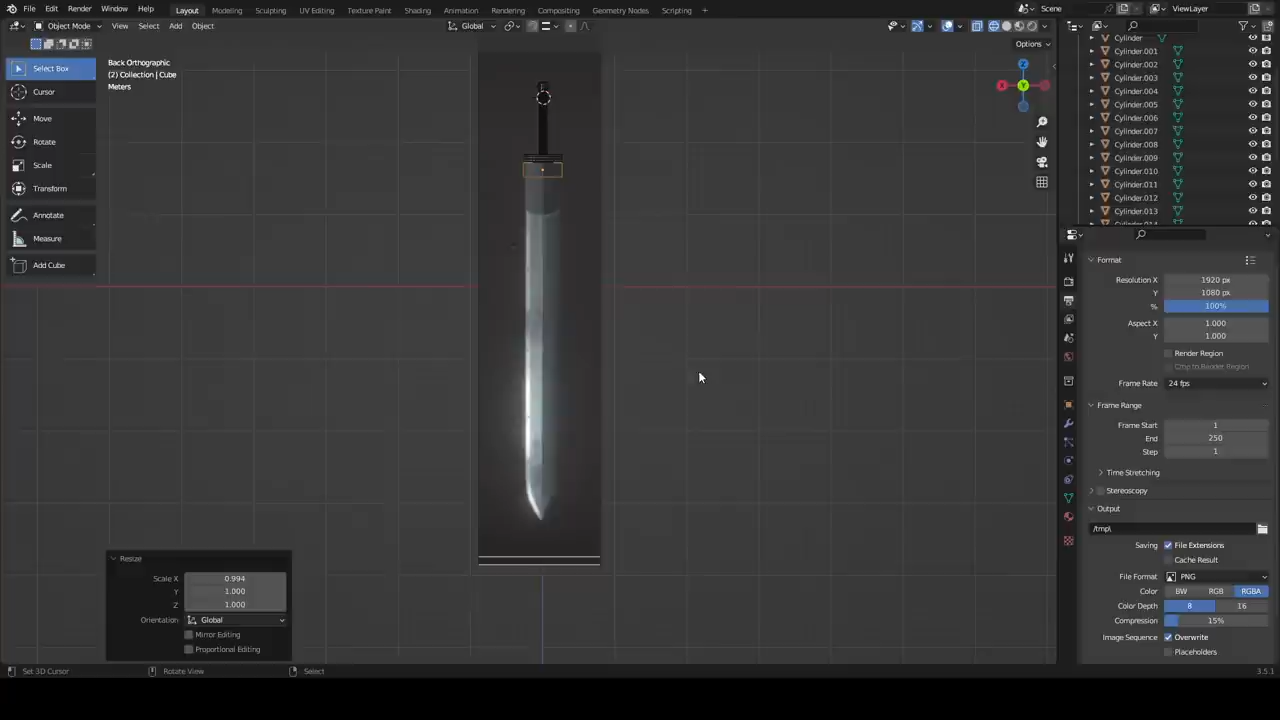 File Edit Render Window Help Layout Modeling Sculpting UV Editing Texture Paint Shading Animation Rendering Compositing Geometry Nodes Scripting + Scene ViewLayer
Object Mode View Select Add Object Global
Options
Select Box
Cursor
Move
Rotate
Scale
Transform
Annotate
Measure
Add Cube
Back Orthographic
(2) Collection | Cube
Meters
Z
X
Y
Cylinder
Cylinder.001
Cylinder.002
Cylinder.003
Cylinder.004
Cylinder.005
Cylinder.006
Cylinder.007
Cylinder.008
Cylinder.009
Cylinder.010
Cylinder.011
Cylinder.012
Cylinder.013
Format
Resolution X 1920 px
Y 1080 px
% 100%
Aspect X 1.000
Y 1.000
Render Region
Crop to Render Region
Frame Rate 24 fps
Frame Range
Frame Start 1
End 250
Step 1
Time Stretching
Stereoscopy
Output
/tmp\
Saving File Extensions
Cache Result
File Format PNG
Color BW RGB RGBA
Color Depth 8 16
Compression 15%
Image Sequence Overwrite
Placeholders
Resize
Scale X 0.994
Y 1.000
Z 1.000
Orientation Global
Mirror Editing
Proportional Editing
Set 3D Cursor Rotate View Select 3.5.1